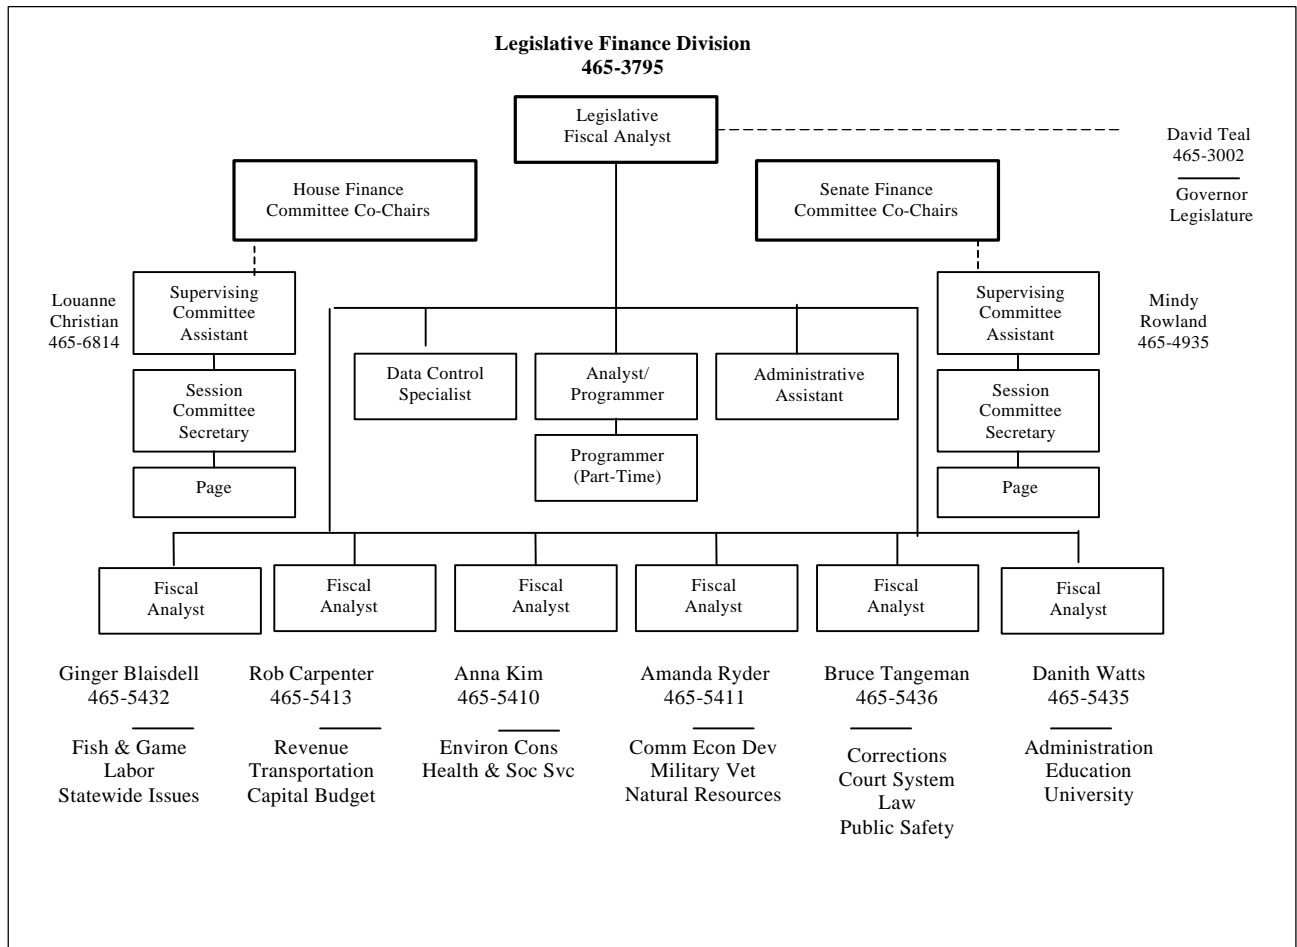 Legislative Finance Division
465-3795
Legislative
Fiscal Analyst
David Teal
465-3002
Governor
Legislature
House Finance
Committee Co-Chairs
Senate Finance
Committee Co-Chairs
Louanne
Christian
465-6814
Supervising
Committee
Assistant
Supervising
Committee
Assistant
Mindy
Rowland
465-4935
Data Control
Specialist
Analyst/
Programmer
Administrative
Assistant
Session
Committee
Secretary
Session
Committee
Secretary
Programmer
(Part-Time)
Page
Page
Fiscal
Analyst
Fiscal
Analyst
Fiscal
Analyst
Fiscal
Analyst
Fiscal
Analyst
Fiscal
Analyst
Ginger Blaisdell
465-5432
Fish & Game
Labor
Statewide Issues
Rob Carpenter
465-5413
Revenue
Transportation
Capital Budget
Anna Kim
465-5410
Environ Cons
Health & Soc Svc
Amanda Ryder
465-5411
Comm Econ Dev
Military Vet
Natural Resources
Bruce Tangeman
465-5436
Corrections
Court System
Law
Public Safety
Danith Watts
465-5435
Administration
Education
University